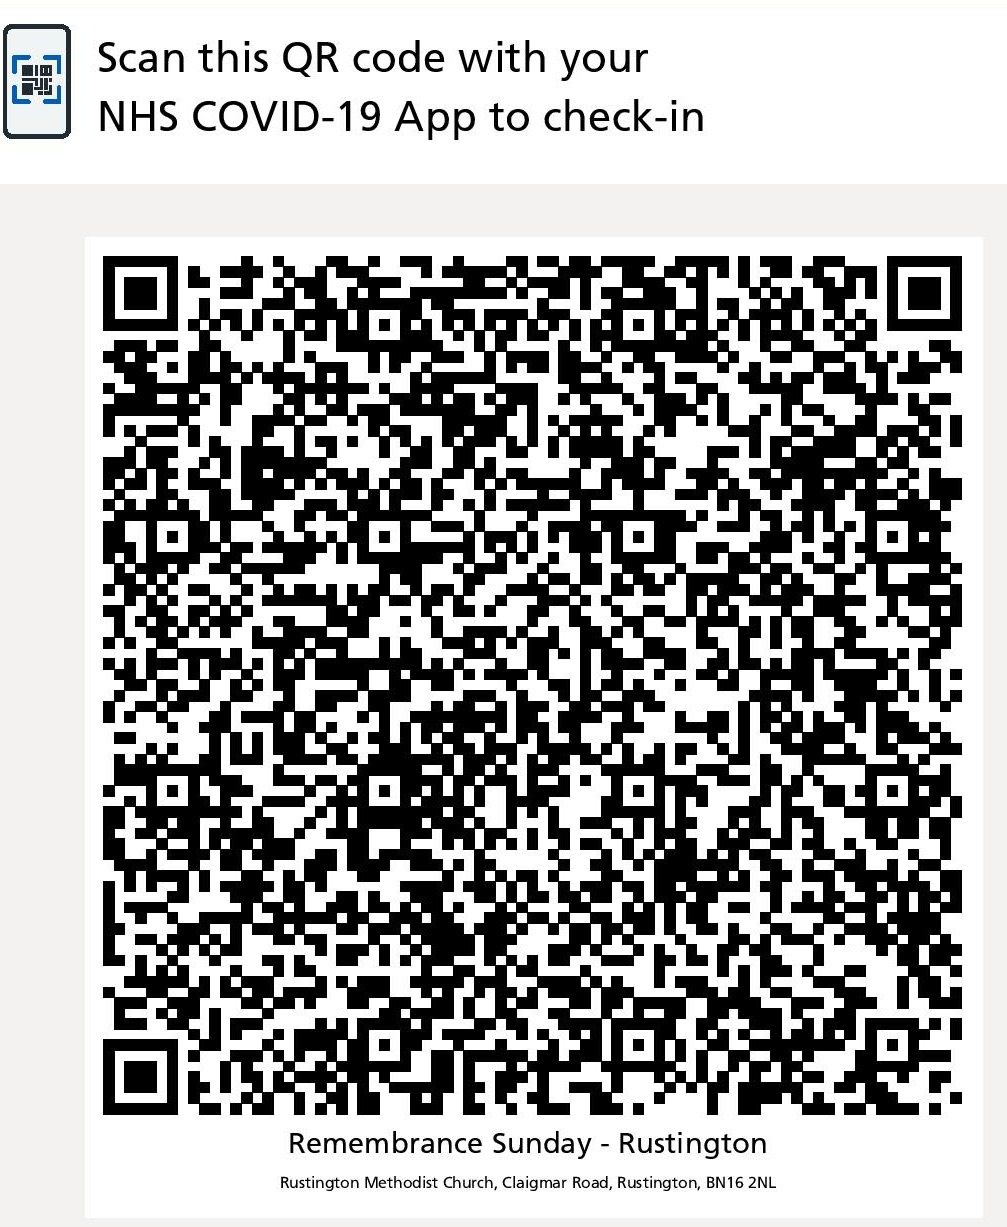 Scan this QR code with your
NHS COVID-19 App to check-in
Remembrance Sunday - Rustington
Rustington Methodist Church, Claigmar Road, Rustington, BN16 2NL